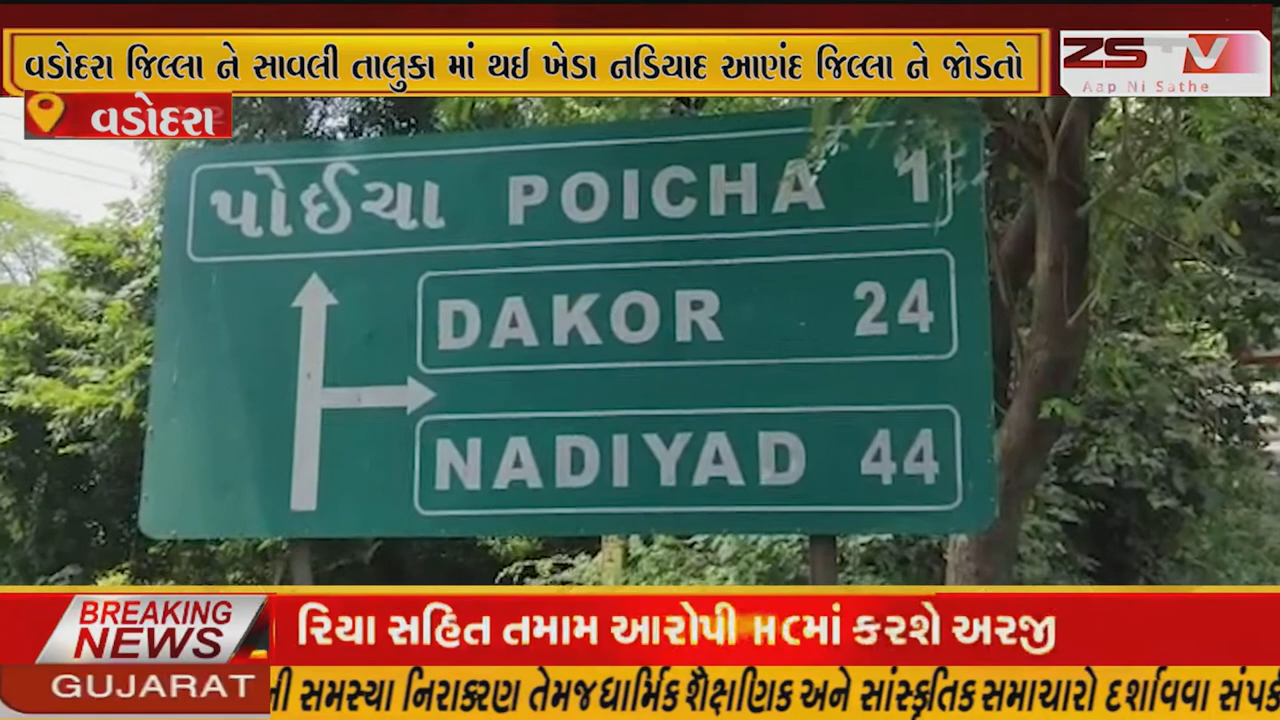 વડોદરા જિલ્લા ને સાવલી તાલુકા માં થઈ ખેડા નડિયાદ આણંદ જિલ્લા ને જોડતો
ZS TV
Aap Ni Sathe
વડોદરા
પોઈચા POICHA 1
DAKOR 24
NADIYAD 44
BREAKING NEWS
રિયા સહિત તમામ આરોપી HCમાં કરશે અરજી
GUJARAT
સમસ્યા નિરાકરણ તેમજ ધાર્મિક શૈક્ષણિક અને સાંસ્કૃતિક સમાચારો દર્શાવવા